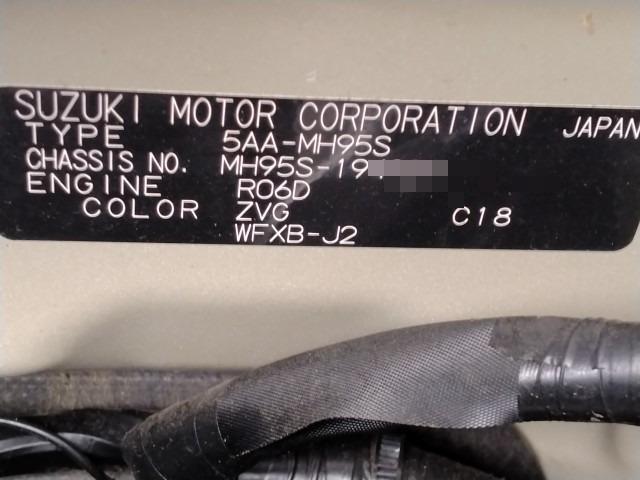 SUZUKI MOTOR CORPORATION JAPAN
TYPE 5AA-MH95S
CHASSIS NO. MH95S-19
ENGINE R06D
COLOR ZVG C18
WFXB-J2